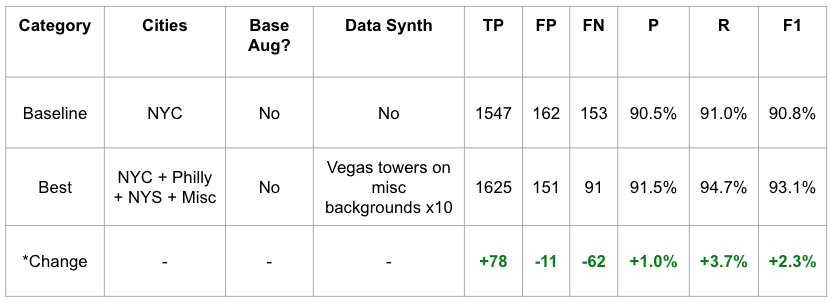 Category Cities Base Aug? Data Synth TP FP FN P R F1
Baseline NYC No No 1547 162 153 90.5% 91.0% 90.8%
Best NYC + Philly + NYS + Misc No Vegas towers on misc backgrounds x10 1625 151 91 91.5% 94.7% 93.1%
*Change - - - +78 -11 -62 +1.0% +3.7% +2.3%